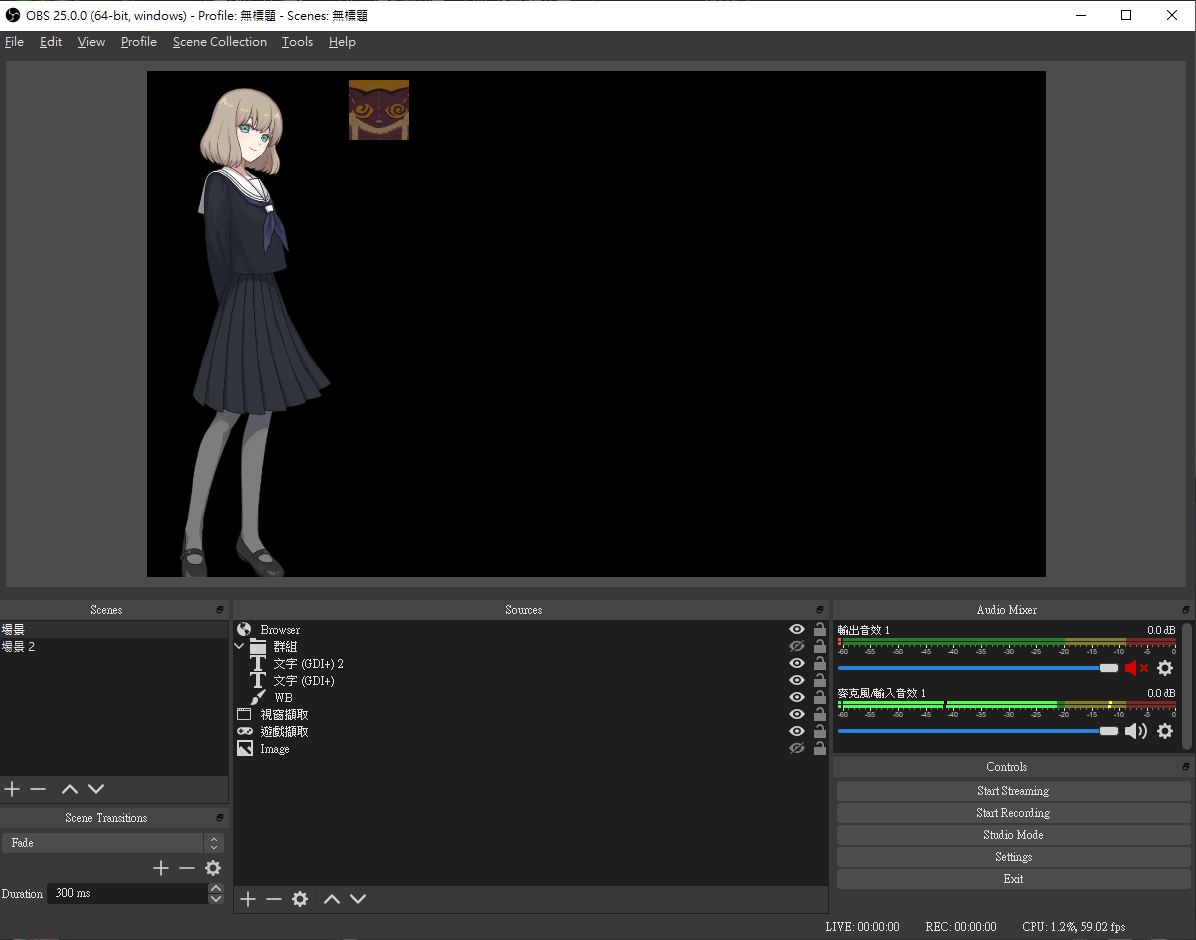 OBS 25.0.0 (64-bit, windows) - Profile: 無標題 - Scenes: 無標題
File Edit View Profile Scene Collection Tools Help
Scenes
場景
場景 2
Scene Transitions
Fade
Duration 300 ms
Sources
Browser
群組
文字 (GDI+) 2
文字 (GDI+)
WB
視窗擷取
遊戲擷取
Image
Audio Mixer
輸出音效 1 0.0 dB
-60 -55 -50 -45 -40 -35 -30 -25 -20 -15 -10 -5 0
麥克風/輸入音效 1 0.0 dB
-60 -55 -50 -45 -40 -35 -30 -25 -20 -15 -10 -5 0
Controls
Start Streaming
Start Recording
Studio Mode
Settings
Exit
LIVE: 00:00:00 REC: 00:00:00 CPU: 1.2%, 59.02 fps